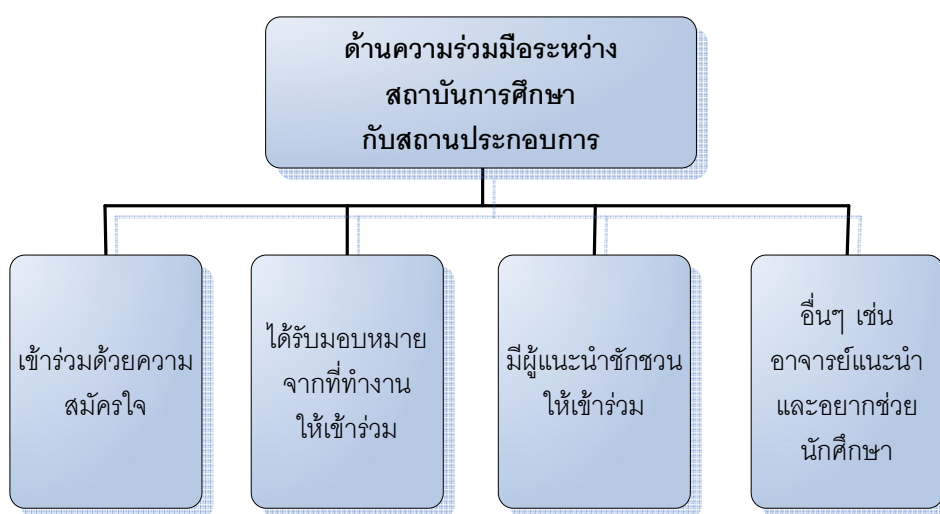 ด้านความร่วมมือระหว่าง
สถาบันการศึกษา
กับสถานประกอบการ
เข้าร่วมด้วยความ
สมัครใจ
ได้รับมอบหมาย
จากที่ทำงาน
ให้เข้าร่วม
มีผู้แนะนำชักชวน
ให้เข้าร่วม
อื่นๆ เช่น
อาจารย์แนะนำ
และอยากช่วย
นักศึกษา